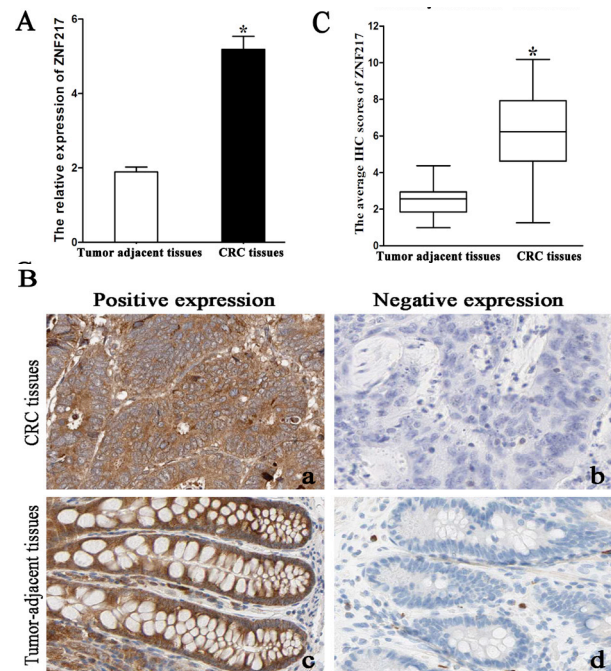 A
The relative expression of ZNF217
6
4
2
0
*
Tumor adjacent tissues
CRC tissues
C
The average IHC scores of ZNF217
12
10
8
6
4
2
0
*
Tumor adjacent tissues
CRC tissues
B
Positive expression
Negative expression
CRC tissues
a
b
Tumor-adjacent tissues
c
d